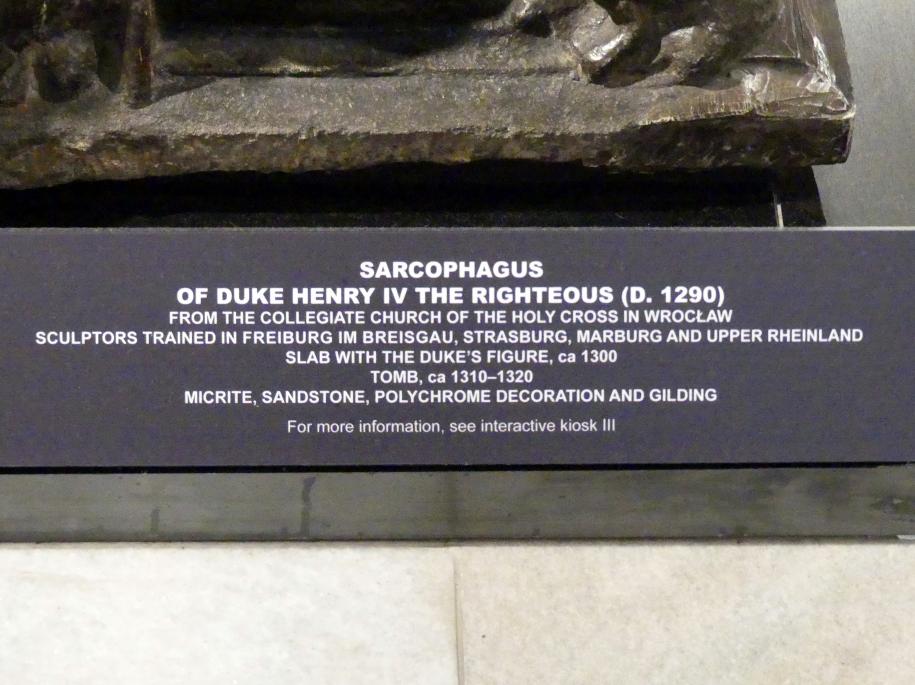 SARCOPHAGUS
OF DUKE HENRY IV THE RIGHTEOUS (D. 1290)
FROM THE COLLEGIATE CHURCH OF THE HOLY CROSS IN WROCŁAW
SCULPTORS TRAINED IN FREIBURG IM BREISGAU, STRASBURG, MARBURG AND UPPER RHEINLAND
SLAB WITH THE DUKE'S FIGURE, ca 1300
TOMB, ca 1310–1320
MICRITE, SANDSTONE, POLYCHROME DECORATION AND GILDING
For more information, see interactive kiosk III